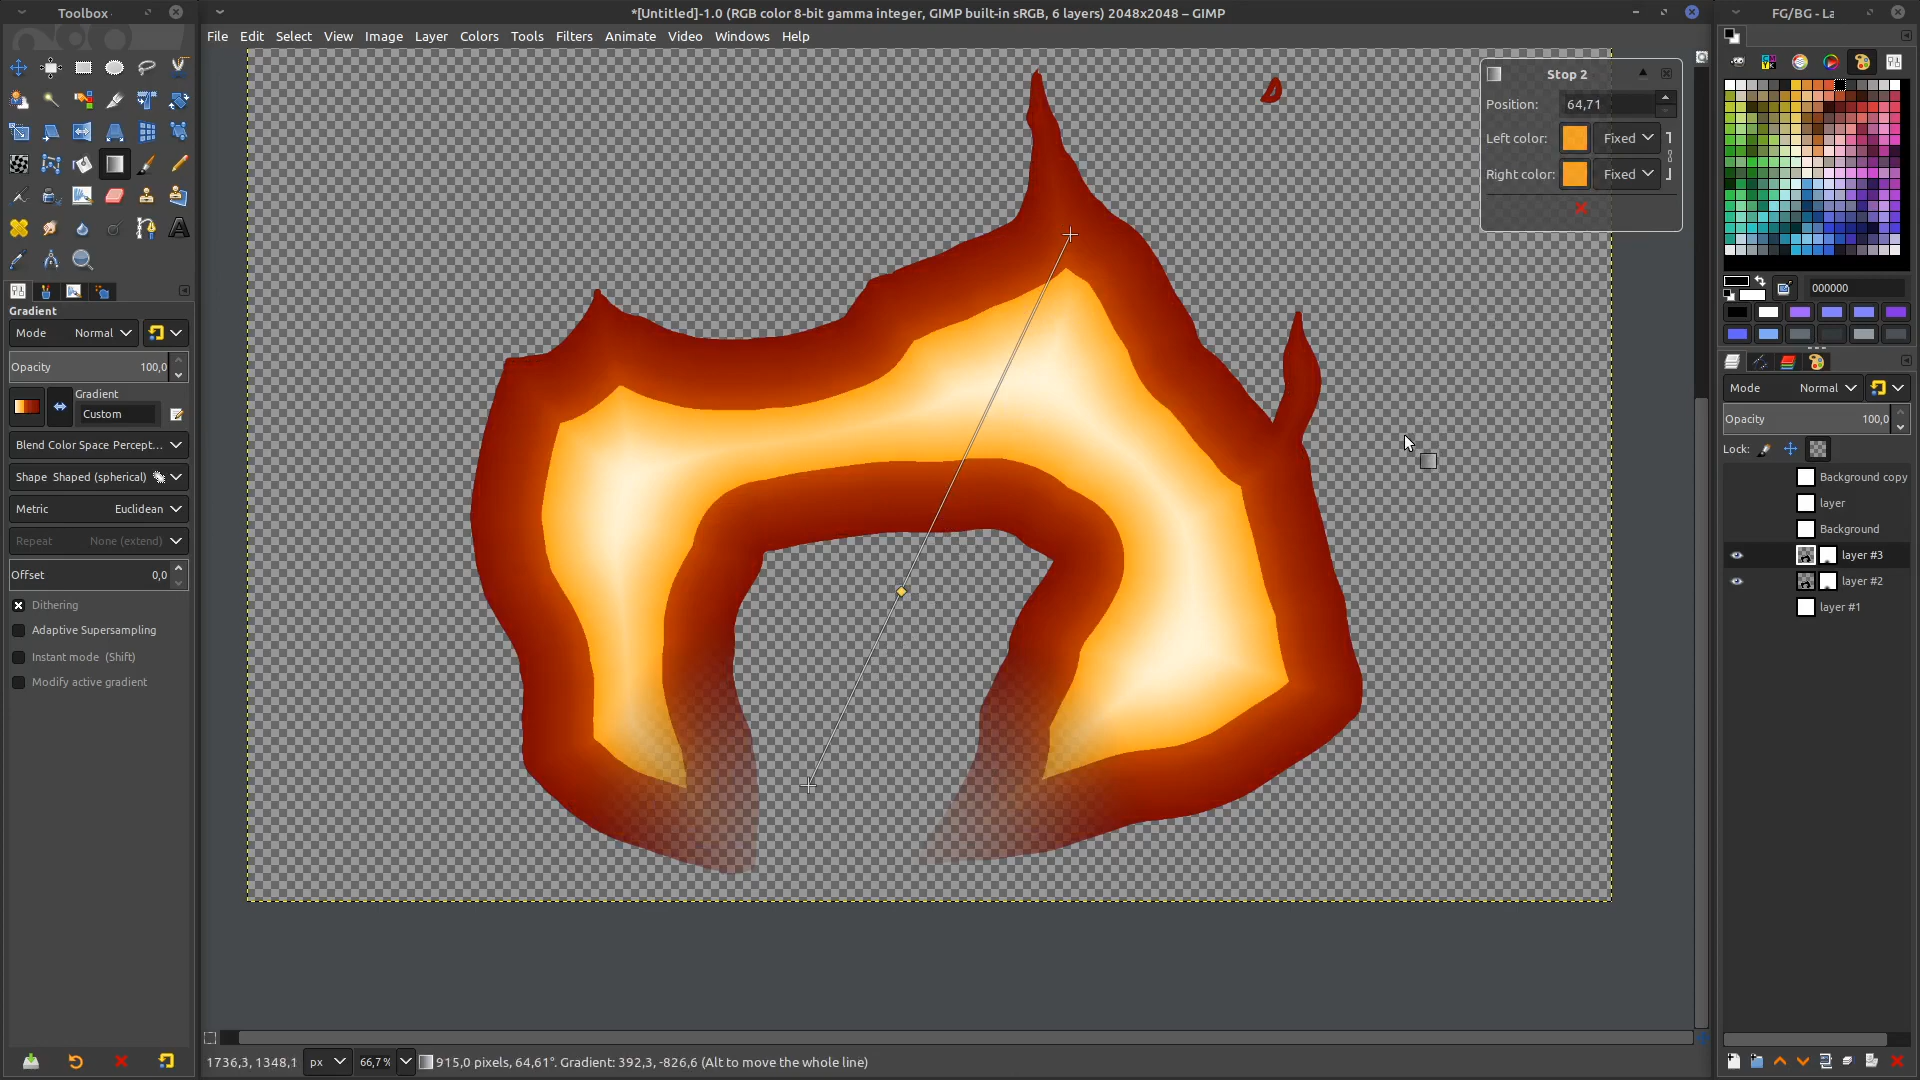 Toolbox
*[Untitled]-1.0 (RGB color 8-bit gamma integer, GIMP built-in sRGB, 6 layers) 2048x2048 – GIMP
FG/BG - La
File Edit Select View Image Layer Colors Tools Filters Animate Video Windows Help
Stop 2
Position: 64,71
Left color: Fixed
Right color: Fixed
Gradient
Mode Normal
Opacity 100,0
Gradient
Custom
Blend Color Space Percept...
Shape Shaped (spherical)
Metric Euclidean
Repeat None (extend)
Offset 0,0
Dithering
Adaptive Supersampling
Instant mode (Shift)
Modify active gradient
000000
Mode Normal
Opacity 100,0
Lock:
Background copy
layer
Background
layer #3
layer #2
layer #1
1736,3, 1348,1 px 66,7 % 915,0 pixels, 64,61°. Gradient: 392,3, -826,6 (Alt to move the whole line)